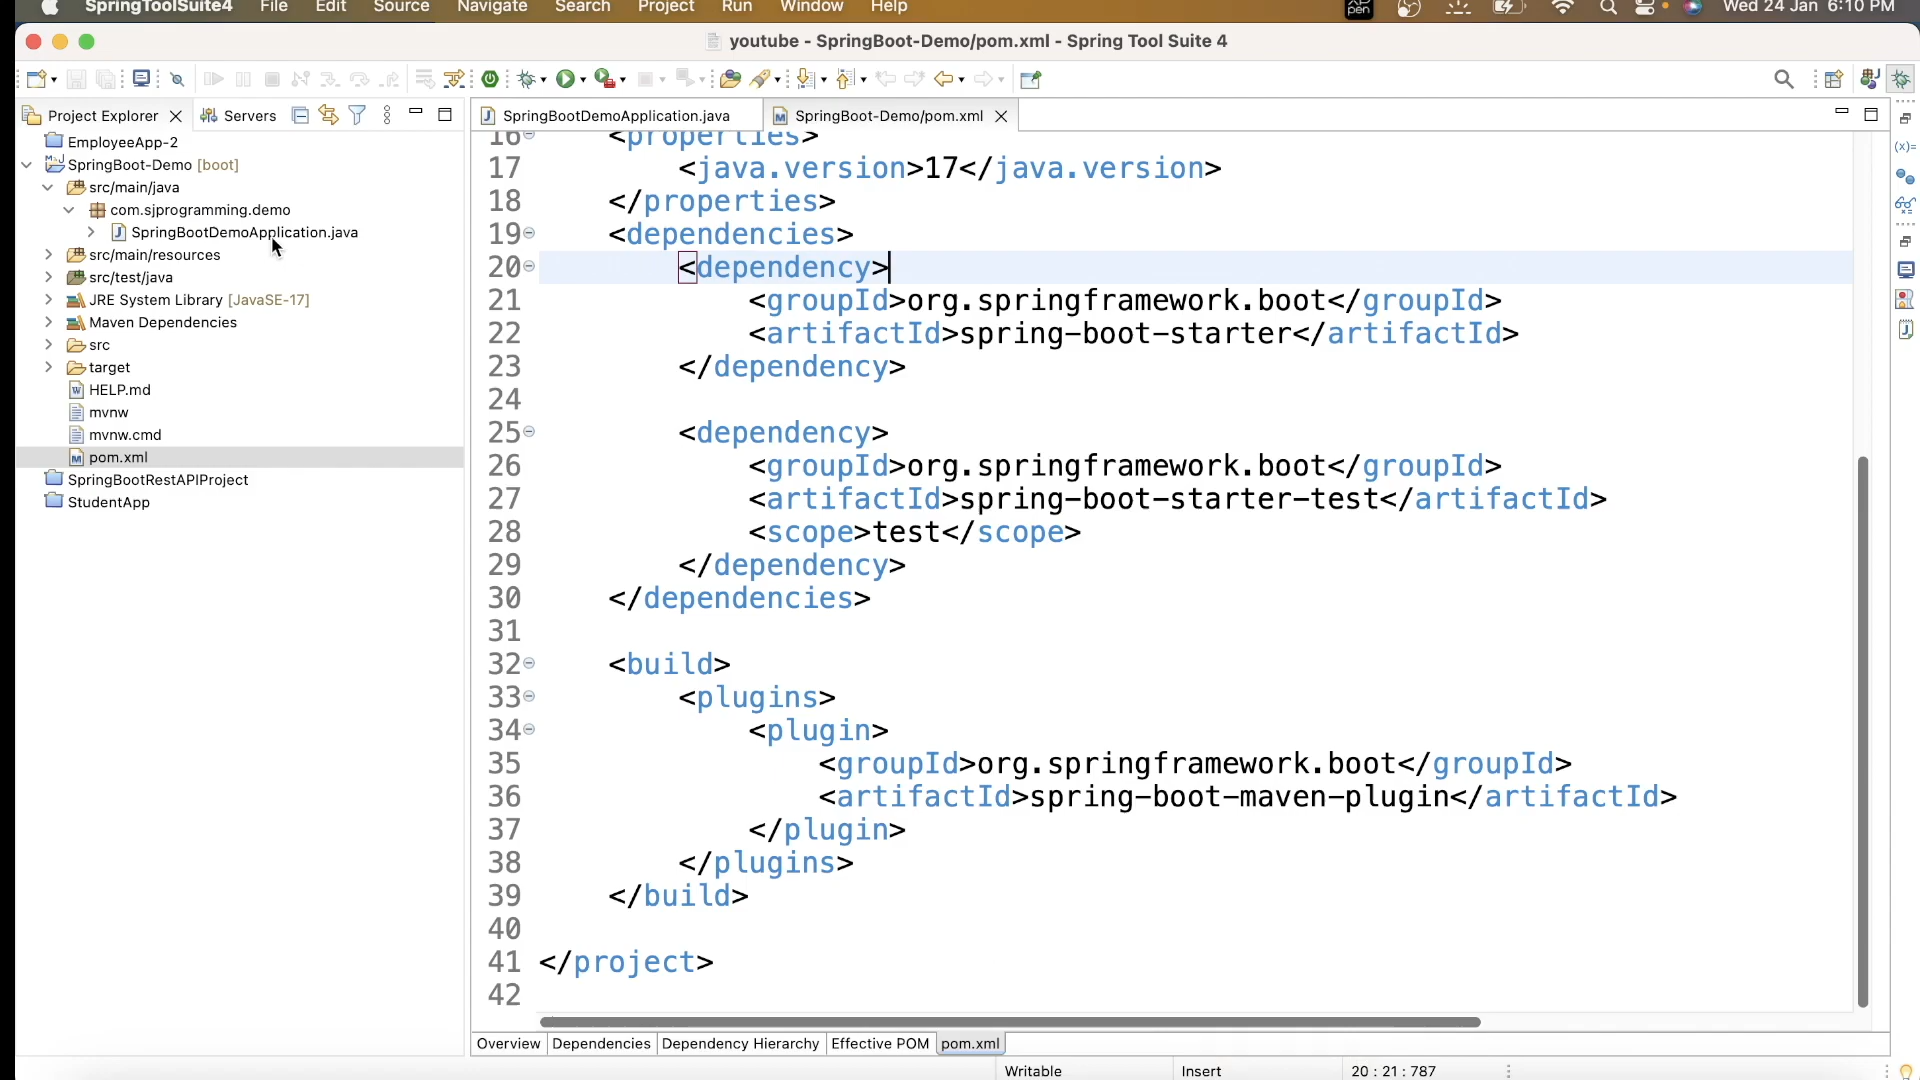 SpringToolSuite4 File Edit Source Navigate Search Project Run Window Help Wed 24 Jan 6:10 PM
youtube - SpringBoot-Demo/pom.xml - Spring Tool Suite 4
Project Explorer Servers
SpringBootDemoApplication.java SpringBoot-Demo/pom.xml
EmployeeApp-2
SpringBoot-Demo [boot]
src/main/java
com.sjprogramming.demo
SpringBootDemoApplication.java
src/main/resources
src/test/java
JRE System Library [JavaSE-17]
Maven Dependencies
src
target
HELP.md
mvnw
mvnw.cmd
pom.xml
SpringBootRestAPIProject
StudentApp
16 <properties>
17 <java.version>17</java.version>
18 </properties>
19 <dependencies>
20 <dependency>
21 <groupId>org.springframework.boot</groupId>
22 <artifactId>spring-boot-starter</artifactId>
23 </dependency>
24
25 <dependency>
26 <groupId>org.springframework.boot</groupId>
27 <artifactId>spring-boot-starter-test</artifactId>
28 <scope>test</scope>
29 </dependency>
30 </dependencies>
31
32 <build>
33 <plugins>
34 <plugin>
35 <groupId>org.springframework.boot</groupId>
36 <artifactId>spring-boot-maven-plugin</artifactId>
37 </plugin>
38 </plugins>
39 </build>
40
41 </project>
42
Overview Dependencies Dependency Hierarchy Effective POM pom.xml
Writable Insert 20 : 21 : 787